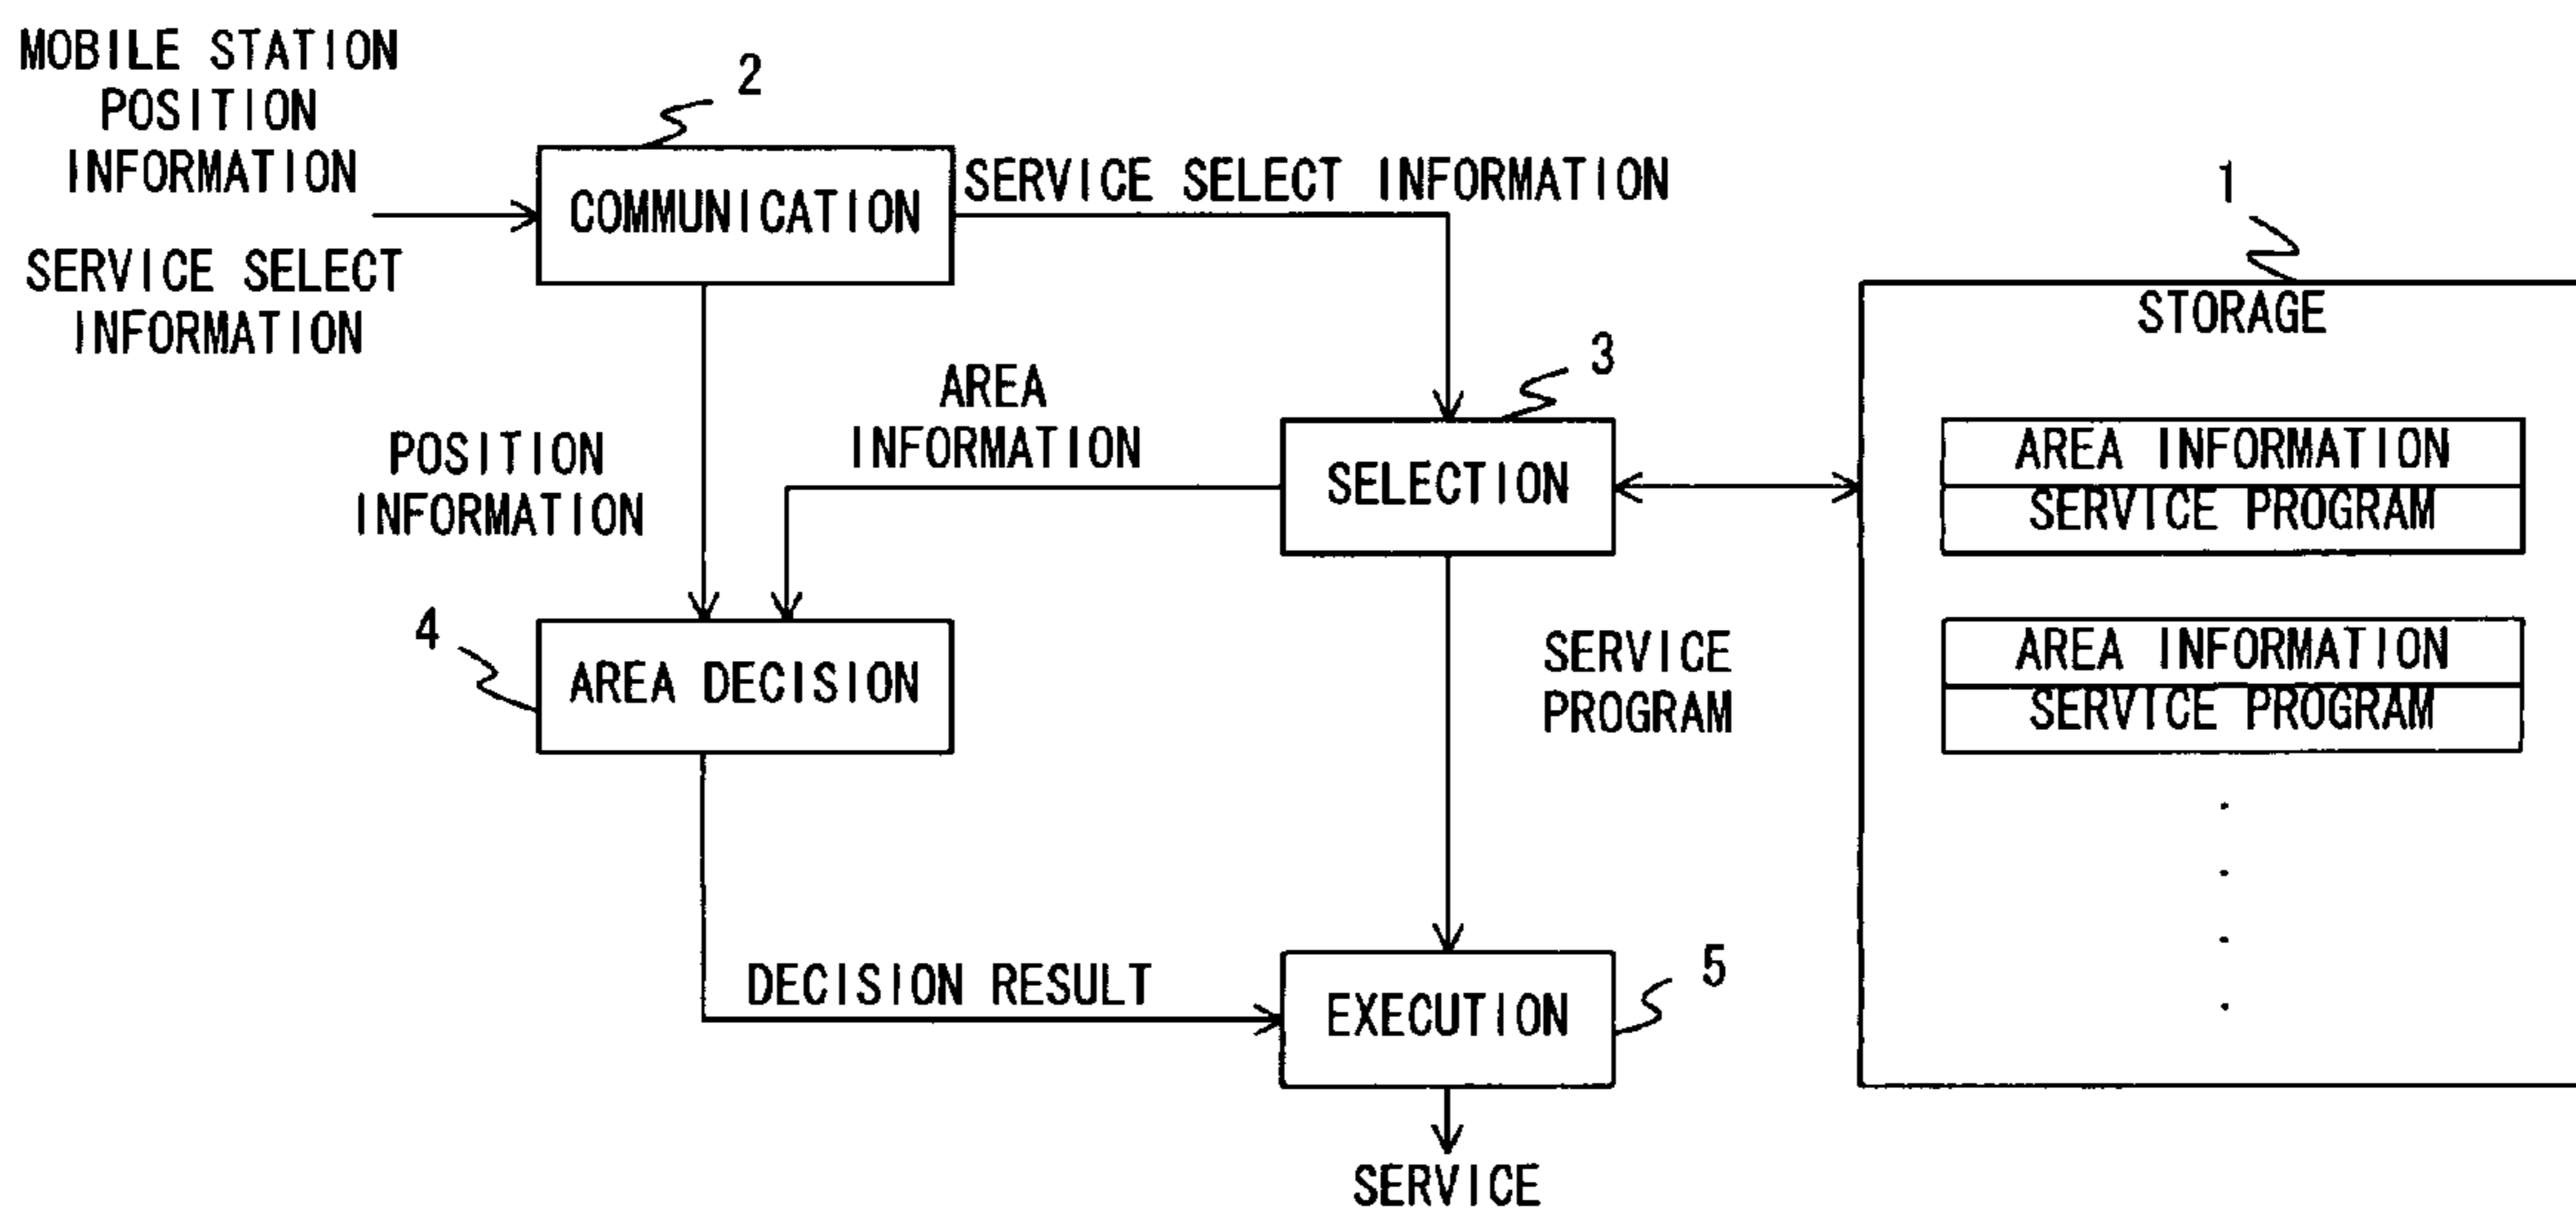 MOBILE STATION
POSITION
INFORMATION
SERVICE SELECT
INFORMATION
2
COMMUNICATION
SERVICE SELECT INFORMATION
1
STORAGE
AREA INFORMATION
SERVICE PROGRAM
AREA INFORMATION
SERVICE PROGRAM
3
SELECTION
AREA
INFORMATION
POSITION
INFORMATION
4
AREA DECISION
SERVICE
PROGRAM
DECISION RESULT
5
EXECUTION
SERVICE